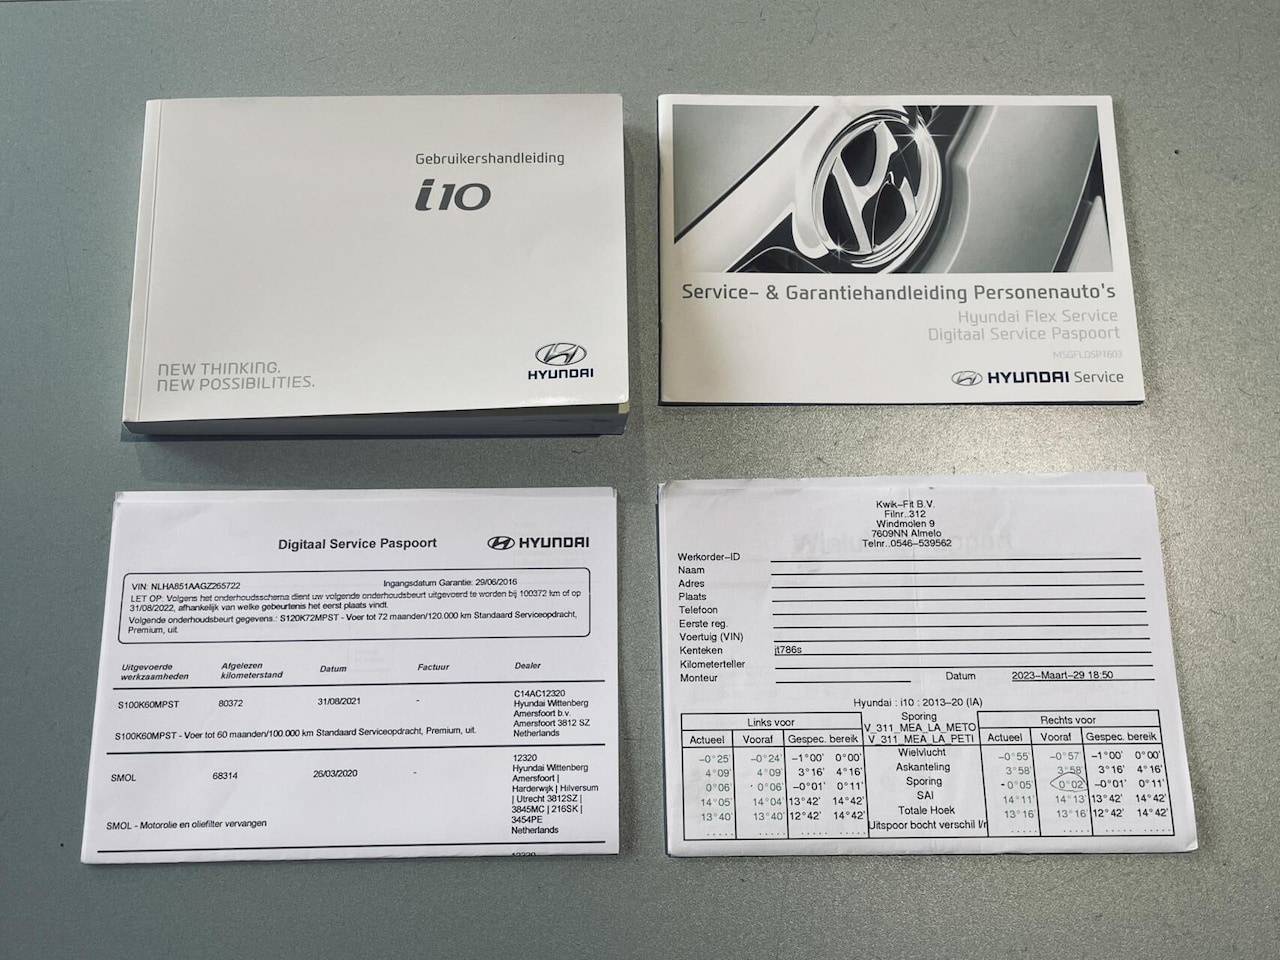 Gebruikershandleiding
i10
NEW THINKING.
NEW POSSIBILITIES.
HYUNDAI
Service- & Garantiehandleiding Personenauto's
Hyundai Flex Service
Digitaal Service Paspoort
MSGFLDSP1603
HYUNDAI Service
Digitaal Service Paspoort HYUNDAI
VIN: NLHA851AAGZ265722 Ingangsdatum Garantie: 29/06/2016
LET OP: Volgens het onderhoudsschema dient uw volgende onderhoudsbeurt uitgevoerd te worden bij 100372 km of op
31/08/2022, afhankelijk van welke gebeurtenis het eerst plaats vindt.
Volgende onderhoudsbeurt gegevens.: S120K72MPST - Voer tot 72 maanden/120.000 km Standaard Serviceopdracht,
Premium, uit.
Uitgevoerde werkzaamheden Afgelezen kilometerstand Datum Factuur Dealer
S100K60MPST 80372 31/08/2021 - C14AC12320
Hyundai Wittenberg
Amersfoort b.v.
Amersfoort 3812 SZ
Netherlands
S100K60MPST - Voer tot 60 maanden/100.000 km Standaard Serviceopdracht, Premium, uit.
SMOL 68314 26/03/2020 - 12320
Hyundai Wittenberg
Amersfoort |
Harderwijk | Hilversum
| Utrecht 3812SZ |
3845MC | 216SK |
3454PE
Netherlands
SMOL - Motorolie en oliefilter vervangen
12320
Kwik-Fit B.V.
Filnr.:312
Windmolen 9
7609NN Almelo
Telnr.:0546-539562
Werkorder-ID
Naam
Adres
Plaats
Telefoon
Eerste reg.
Voertuig (VIN)
Kenteken jt786s
Kilometerteller
Monteur Datum 2023-Maart-29 18:50
Hyundai : i10 : 2013-20 (IA)
Links voor Sporing Rechts voor
V_311_MEA_LA_METO
Actueel Vooraf Gespec. bereik V_311_MEA_LA_PETI Actueel Vooraf Gespec. bereik
-0°25' -0°24' -1°00' 0°00' Wielvlucht -0°55' -0°57' -1°00' 0°00'
4°09' 4°09' 3°16' 4°16' Askanteling 3°58' 3°58' 3°16' 4°16'
0°06' 0°06' -0°01' 0°11' Sporing -0°05' 0°02' -0°01' 0°11'
14°05' 14°04' 13°42' 14°42' SAI 14°11' 14°13' 13°42' 14°42'
13°40' 13°40' 12°42' 14°42' Totale Hoek 13°16' 13°16' 12°42' 14°42'
..... ..... ..... ..... Uitspoor bocht verschil l/r ..... ..... ..... .....